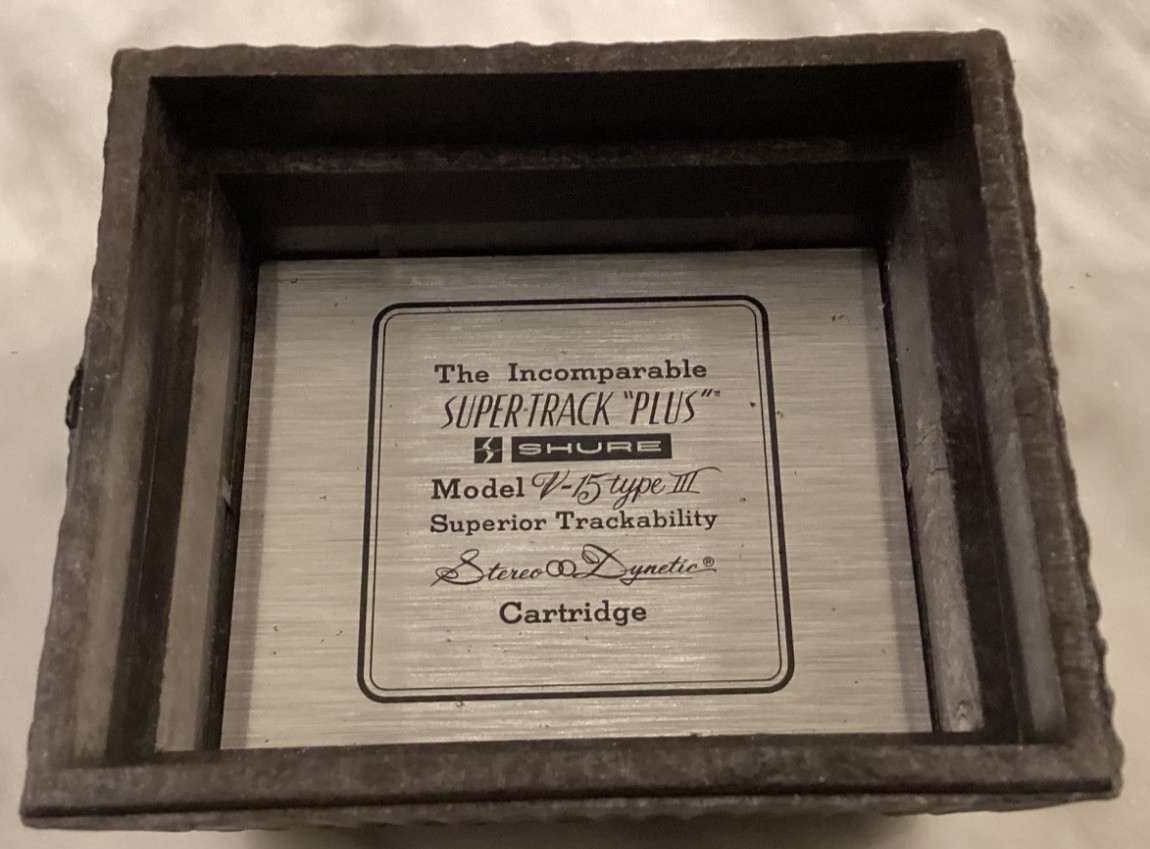 The Incomparable
SUPER-TRACK "PLUS"™
SHURE
Model V-15 type III
Superior Trackability
Stereo Dynetic®
Cartridge